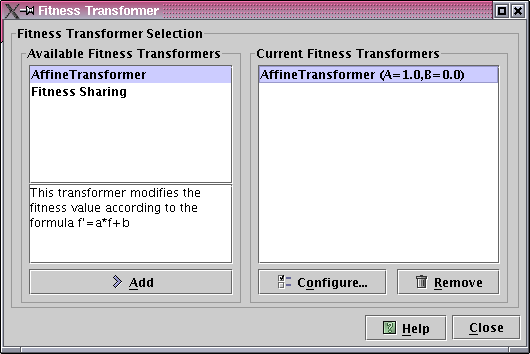 Fitness Transformer
Fitness Transformer Selection
Available Fitness Transformers
AffineTransformer
Fitness Sharing
This transformer modifies the
fitness value according to the
formula f'=a*f+b
Add
Current Fitness Transformers
AffineTransformer (A=1.0,B=0.0)
Configure...
Remove
Help
Close